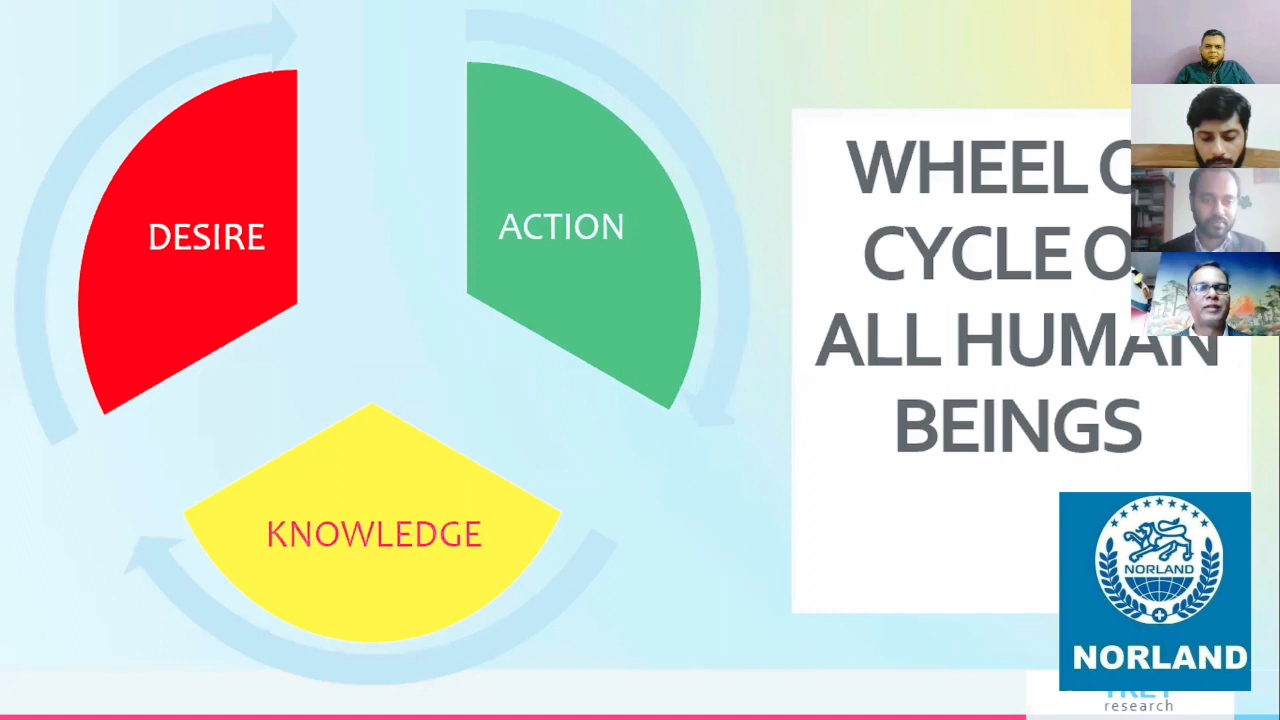 DESIRE
ACTION
KNOWLEDGE
WHEEL
CYCLE
ALL HUMAN
BEINGS
NORLAND
NORLAND
research